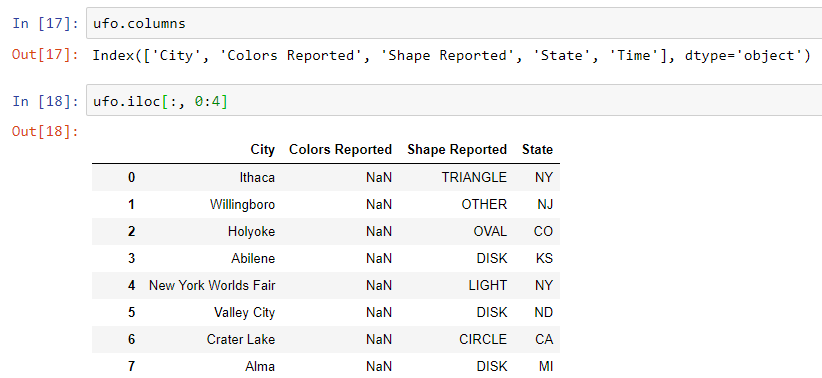 In [17]: ufo.columns
Out[17]: Index(['City', 'Colors Reported', 'Shape Reported', 'State', 'Time'], dtype='object')
In [18]: ufo.iloc[:, 0:4]
Out[18]:
City Colors Reported Shape Reported State
0 Ithaca NaN TRIANGLE NY
1 Willingboro NaN OTHER NJ
2 Holyoke NaN OVAL CO
3 Abilene NaN DISK KS
4 New York Worlds Fair NaN LIGHT NY
5 Valley City NaN DISK ND
6 Crater Lake NaN CIRCLE CA
7 Alma NaN DISK MI